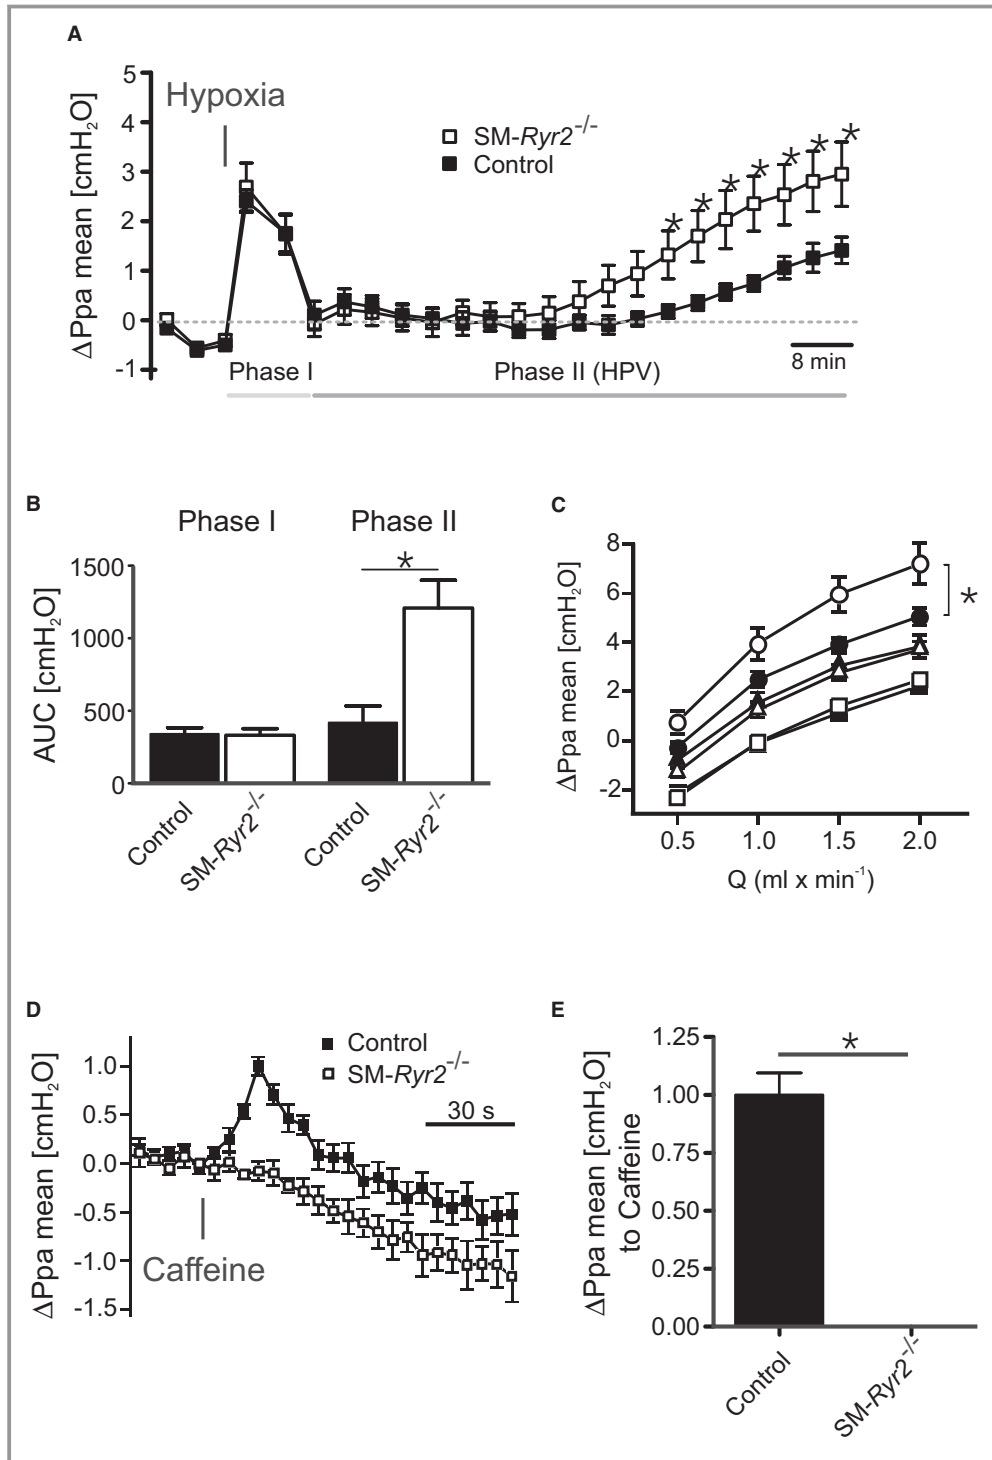 A
ΔPpa mean [cmH₂O]
5
4
3
2
1
0
-1
Hypoxia
SM-Ryr2⁻/⁻
Control
* * * * * * *
8 min
Phase I
Phase II (HPV)
B
Phase I
Phase II
*
AUC [cmH₂O]
1500
1000
500
0
Control
SM-Ryr2⁻/⁻
Control
SM-Ryr2⁻/⁻
C
ΔPpa mean [cmH₂O]
8
6
4
2
0
-2
*
0.5 1.0 1.5 2.0
Q (ml x min⁻¹)
D
ΔPpa mean [cmH₂O]
1.0
0.5
0.0
-0.5
-1.0
-1.5
Control
SM-Ryr2⁻/⁻
30 s
Caffeine
E
ΔPpa mean [cmH₂O]
to Caffeine
1.25
1.00
0.75
0.50
0.25
0.00
*
Control
SM-Ryr2⁻/⁻